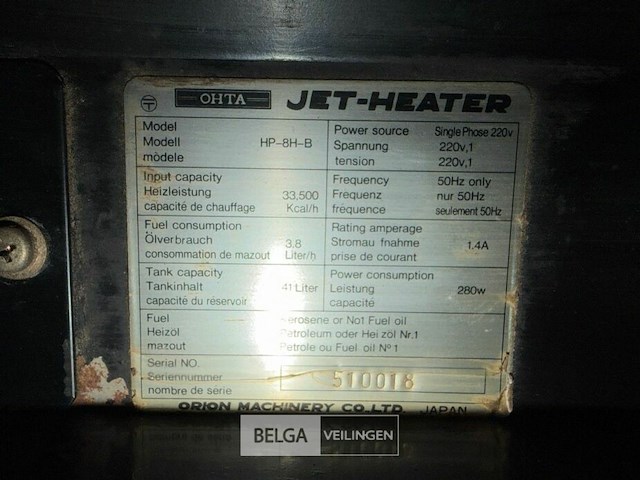 OHTA JET-HEATER
Model
Modell HP-8H-B
mòdele
Power source Single Phose 220v
Spannung 220v,1
tension 220v,1
Input capacity
Heizleistung 33,500
capacité de chauffage Kcal/h
Frequency 50Hz only
Frequenz nur 50Hz
fréquence seulement 50Hz
Fuel consumption
Ölverbrauch 3.8
consommation de mazout Liter/h
Rating amperage
Stromau fnahme 1.4A
prise de courant
Tank capacity
Tankinhalt 41 Liter
capacité du réservoir
Power consumption
Leistung 280w
capacité
Fuel Kerosene or No1 Fuel oil
Heizöl Petroleum oder Hei zöl Nr.1
mazout Petrole ou Fuel oil Nº1
Serial NO.
Seriennummer 510018
nombre de série
ORION MACHINERY CO.LTD. JAPAN
BELGA VEILINGEN